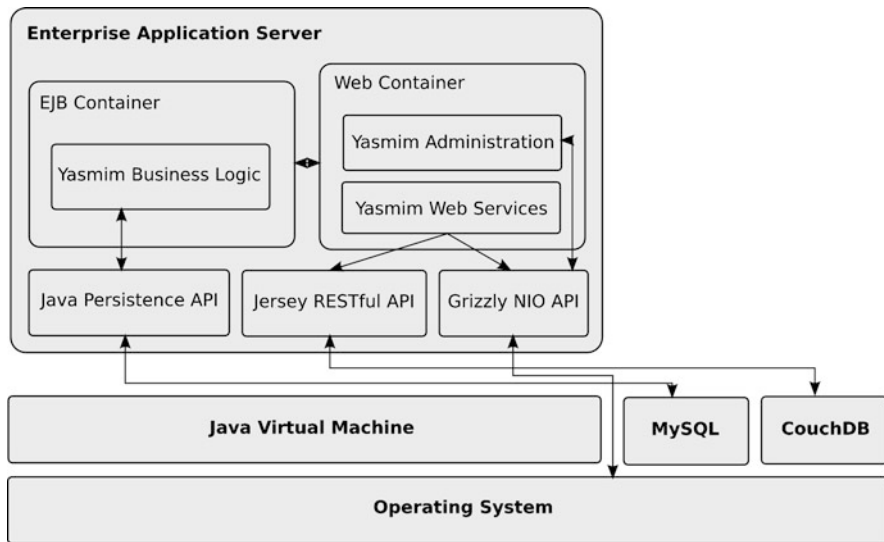 Enterprise Application Server
EJB Container
Web Container
Yasmim Business Logic
Yasmim Administration
Yasmim Web Services
Java Persistence API
Jersey RESTful API
Grizzly NIO API
Java Virtual Machine
MySQL
CouchDB
Operating System